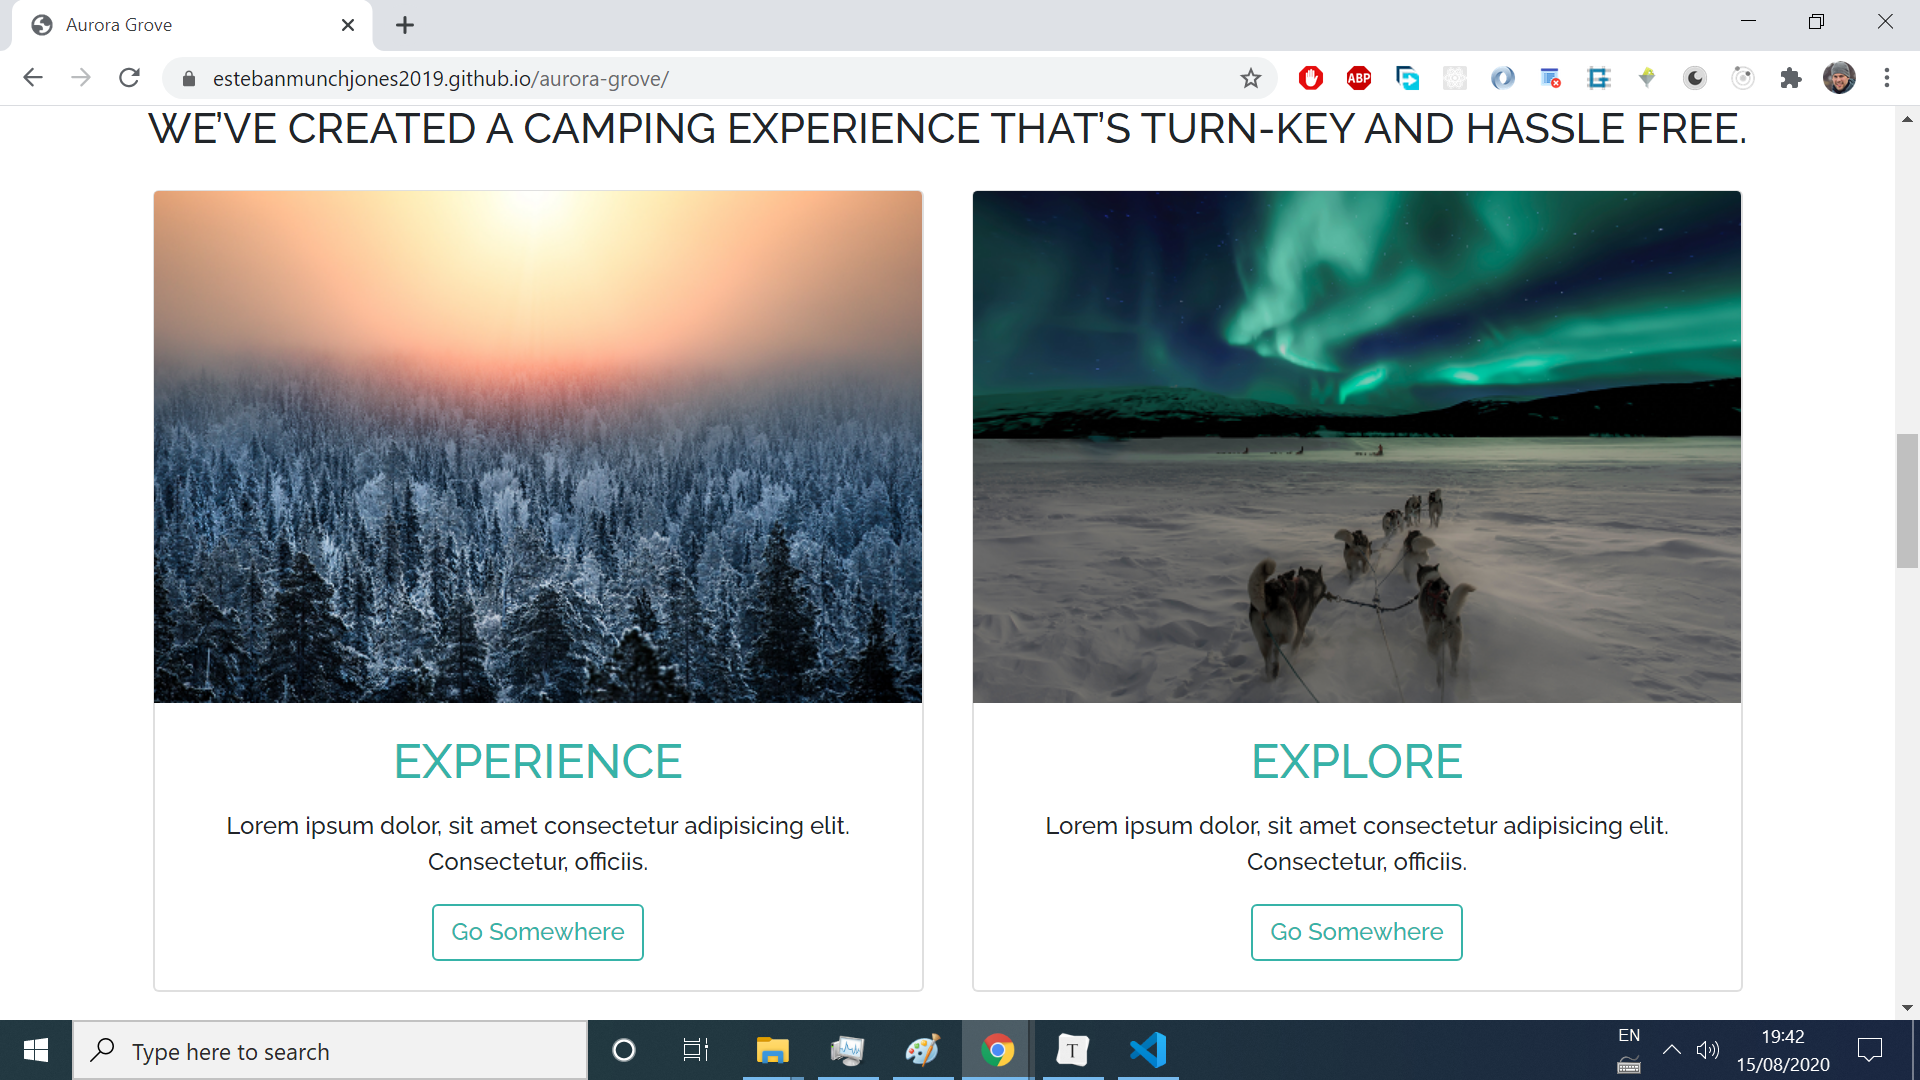 Aurora Grove
estebanmunchjones2019.github.io/aurora-grove/
ABP
WE’VE CREATED A CAMPING EXPERIENCE THAT’S TURN-KEY AND HASSLE FREE.
EXPERIENCE
Lorem ipsum dolor, sit amet consectetur adipisicing elit.
Consectetur, officiis.
Go Somewhere
EXPLORE
Lorem ipsum dolor, sit amet consectetur adipisicing elit.
Consectetur, officiis.
Go Somewhere
Type here to search
T
EN
19:42
15/08/2020